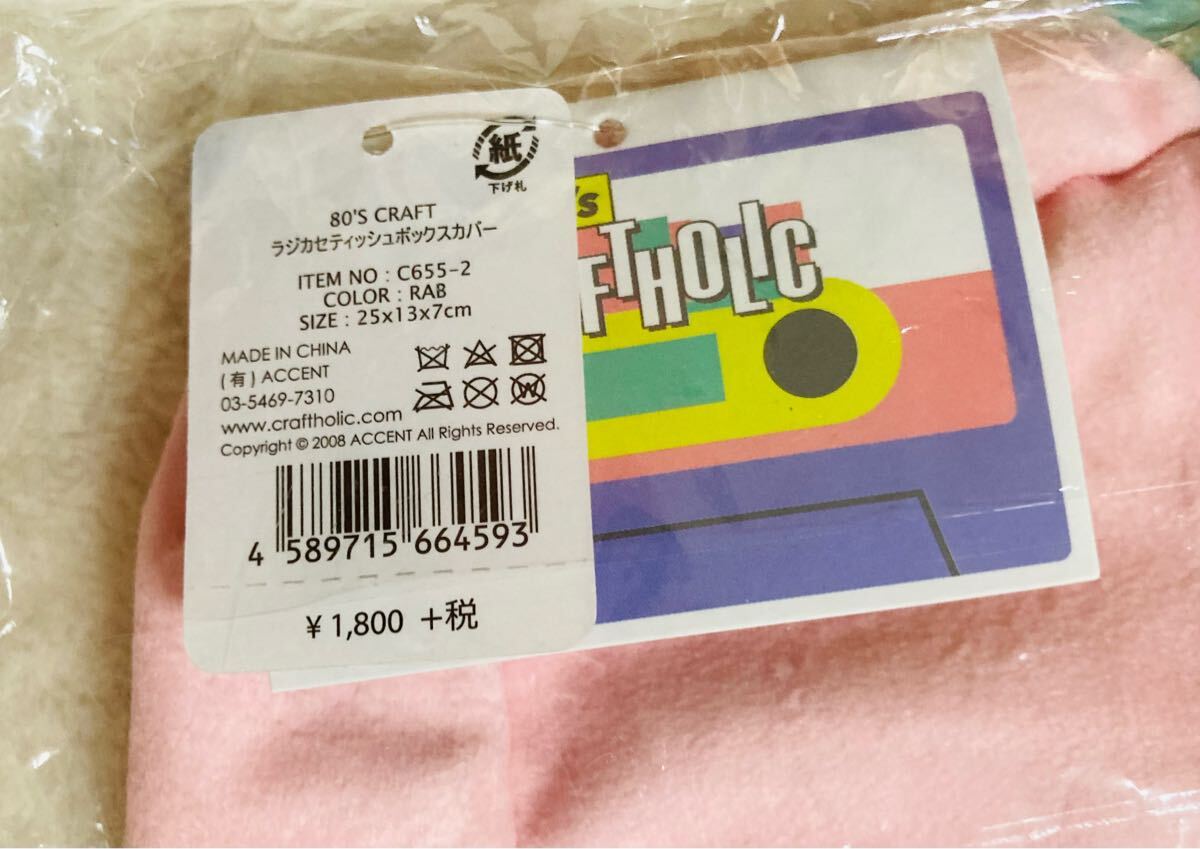 紙
下げ札
80'S CRAFT
ラジカセティッシュボックスカバー
ITEM NO : C655-2
COLOR : RAB
SIZE : 25x13x7cm
MADE IN CHINA
(有) ACCENT
03-5469-7310
www.craftholic.com
Copyright © 2008 ACCENT All Rights Reserved.
4 589715 664593
¥1,800 +税
's
FTHOLIC